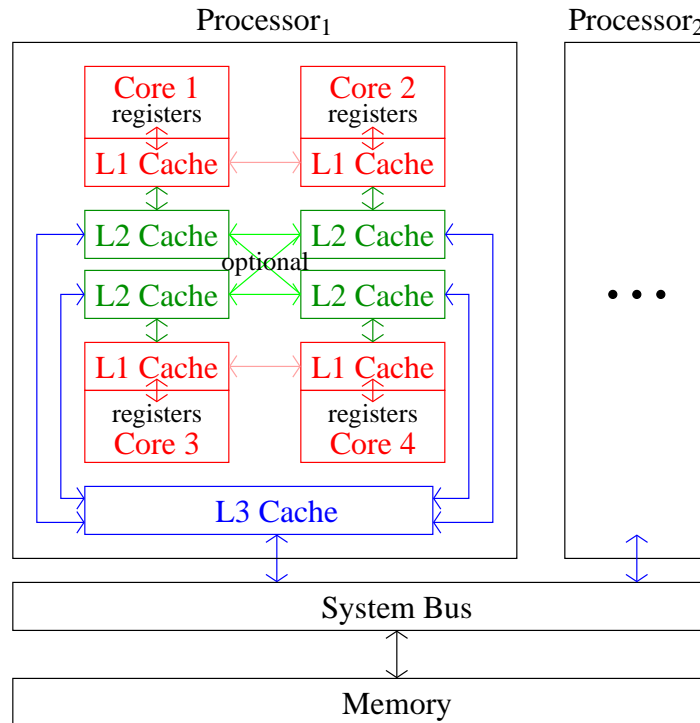 Processor₁ Processor₂
Core 1 Core 2
registers registers
L1 Cache L1 Cache
L2 Cache L2 Cache
optional
L2 Cache L2 Cache
L1 Cache L1 Cache
registers registers
Core 3 Core 4
L3 Cache
System Bus
Memory